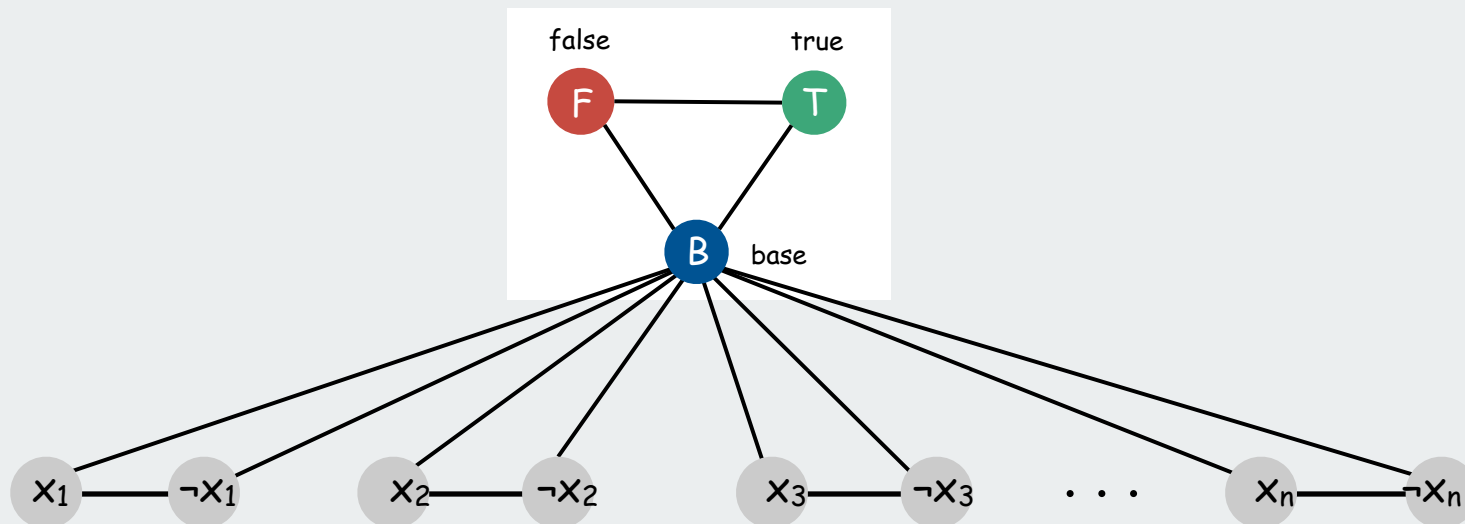 false true
F T
B base
x1 ¬x1 x2 ¬x2 x3 ¬x3 . . . xn ¬xn